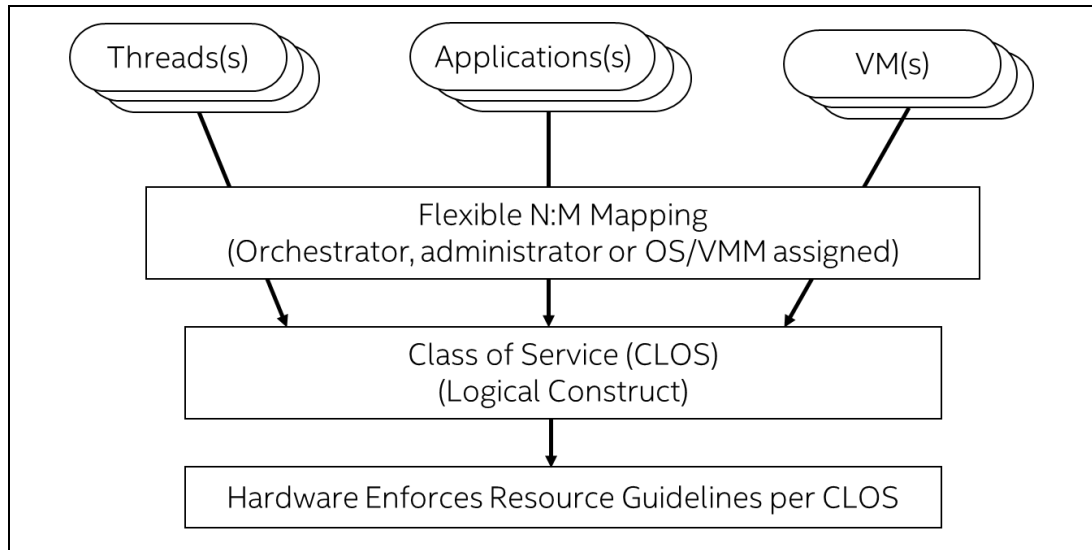 Threads(s)
Applications(s)
VM(s)
Flexible N:M Mapping
(Orchestrator, administrator or OS/VMM assigned)
Class of Service (CLOS)
(Logical Construct)
Hardware Enforces Resource Guidelines per CLOS